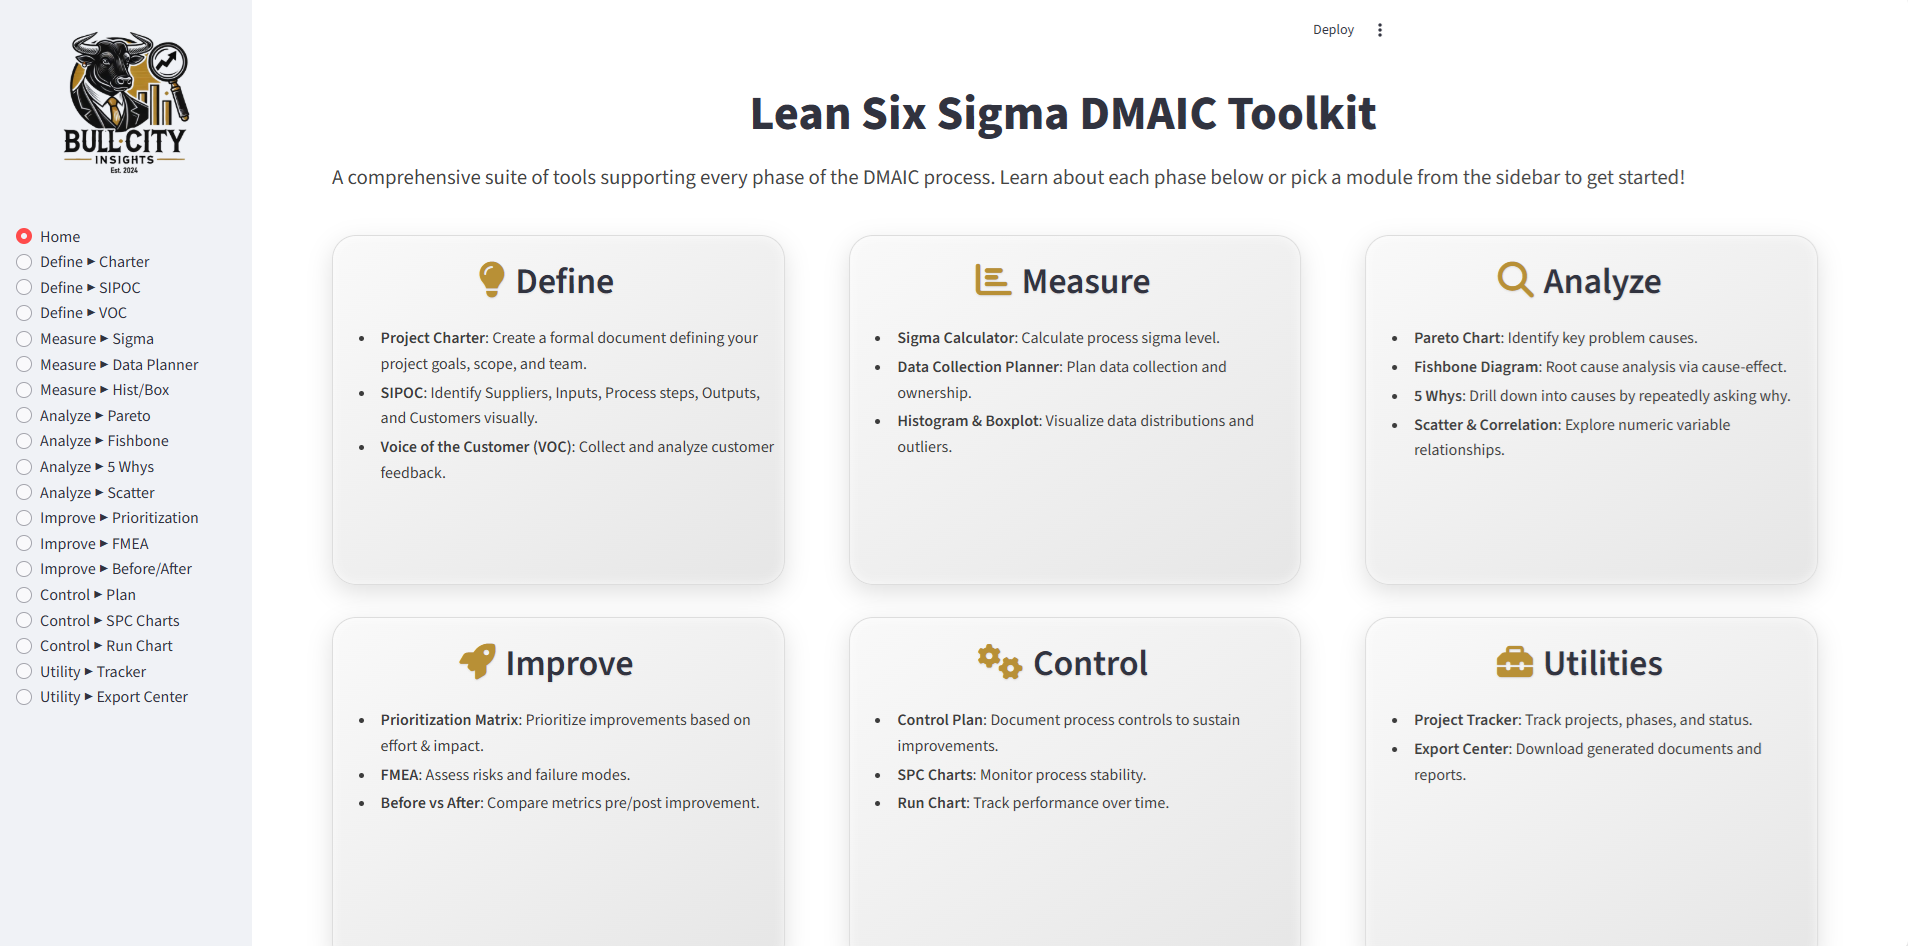 BULL·CITY
INSIGHTS
Est. 2024
Home
Define ▸ Charter
Define ▸ SIPOC
Define ▸ VOC
Measure ▸ Sigma
Measure ▸ Data Planner
Measure ▸ Hist/Box
Analyze ▸ Pareto
Analyze ▸ Fishbone
Analyze ▸ 5 Whys
Analyze ▸ Scatter
Improve ▸ Prioritization
Improve ▸ FMEA
Improve ▸ Before/After
Control ▸ Plan
Control ▸ SPC Charts
Control ▸ Run Chart
Utility ▸ Tracker
Utility ▸ Export Center
Deploy
Lean Six Sigma DMAIC Toolkit
A comprehensive suite of tools supporting every phase of the DMAIC process. Learn about each phase below or pick a module from the sidebar to get started!
Define
• Project Charter: Create a formal document defining your
project goals, scope, and team.
• SIPOC: Identify Suppliers, Inputs, Process steps, Outputs,
and Customers visually.
• Voice of the Customer (VOC): Collect and analyze customer
feedback.
Measure
• Sigma Calculator: Calculate process sigma level.
• Data Collection Planner: Plan data collection and
ownership.
• Histogram & Boxplot: Visualize data distributions and
outliers.
Analyze
• Pareto Chart: Identify key problem causes.
• Fishbone Diagram: Root cause analysis via cause-effect.
• 5 Whys: Drill down into causes by repeatedly asking why.
• Scatter & Correlation: Explore numeric variable
relationships.
Improve
• Prioritization Matrix: Prioritize improvements based on
effort & impact.
• FMEA: Assess risks and failure modes.
• Before vs After: Compare metrics pre/post improvement.
Control
• Control Plan: Document process controls to sustain
improvements.
• SPC Charts: Monitor process stability.
• Run Chart: Track performance over time.
Utilities
• Project Tracker: Track projects, phases, and status.
• Export Center: Download generated documents and
reports.